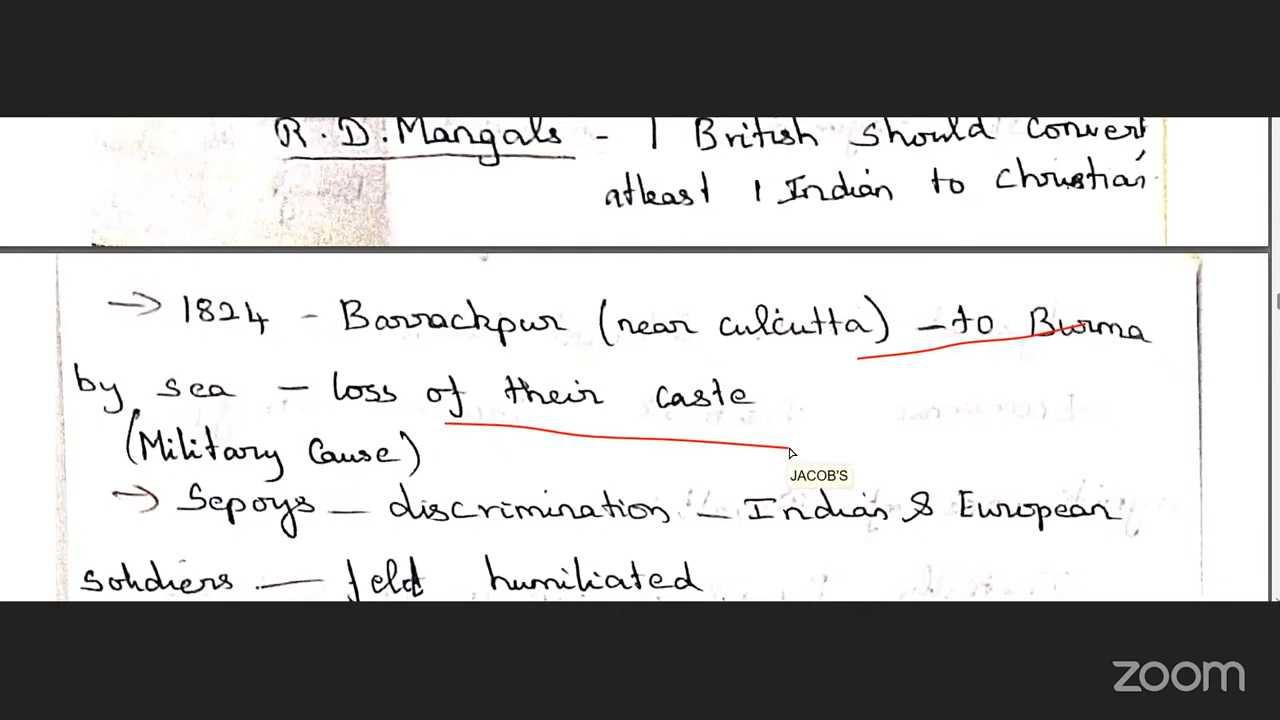 R.D. Mangals - 1 British should convert
atleast 1 Indian to Christian
→ 1824 - Barrackpur (near culcutta) - to Burma
by sea - loss of their caste
(Military Cause)
JACOB'S
→ Sepoys - discrimination - Indian & European
soldiers - feld humiliated
zoom